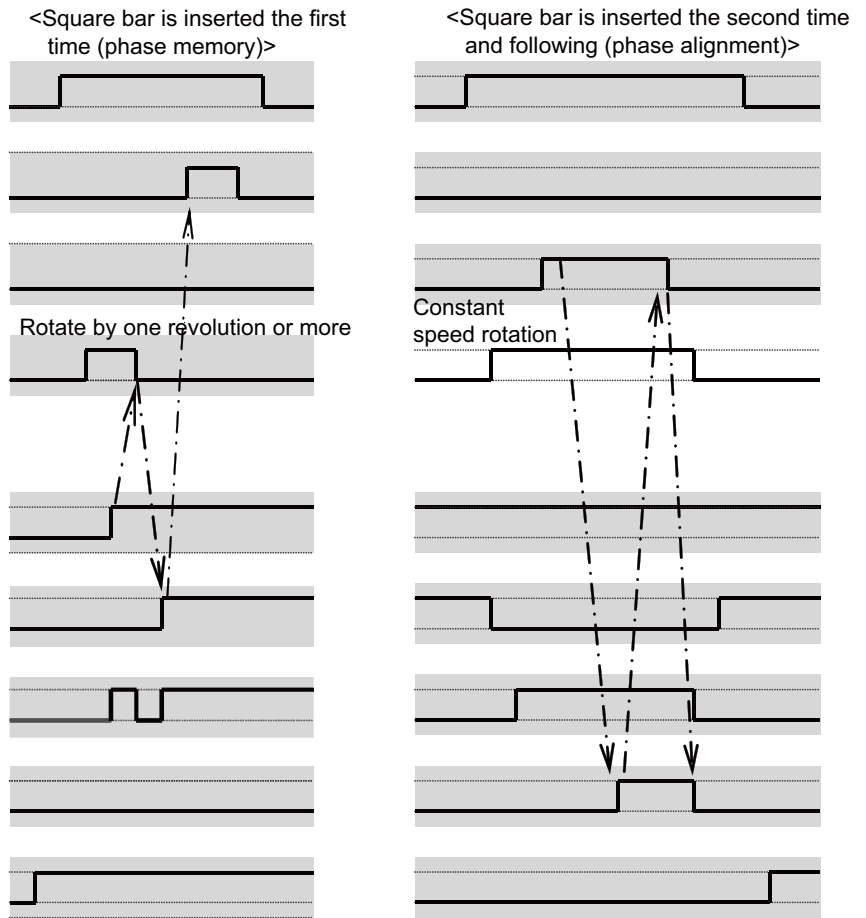 <Square bar is inserted the first
time (phase memory)>
<Square bar is inserted the second time
and following (phase alignment)>
Rotate by one revolution or more
Constant
speed rotation